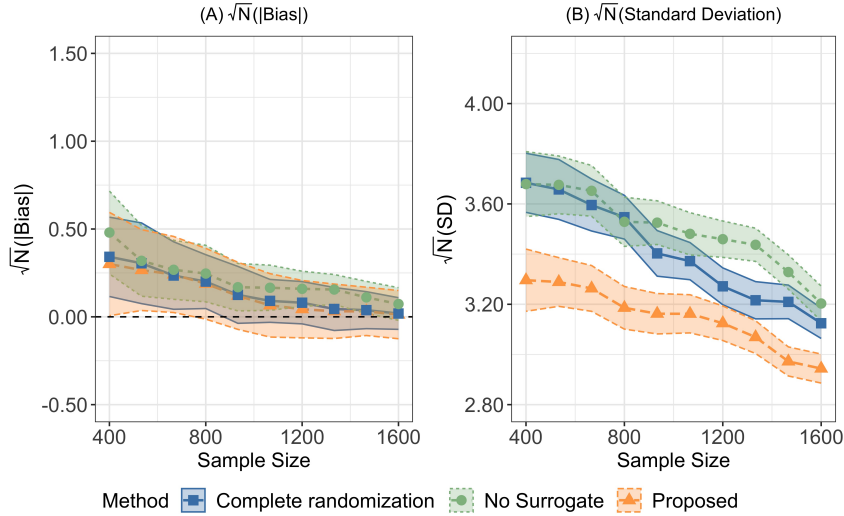 (A) √N(|Bias|)
(B) √N(Standard Deviation)
√N(|Bias|)
1.50
1.00
0.50
0.00
-0.50
400
800
1200
1600
Sample Size
√N(SD)
4.00
3.60
3.20
2.80
400
800
1200
1600
Sample Size
Method
Complete randomization
No Surrogate
Proposed